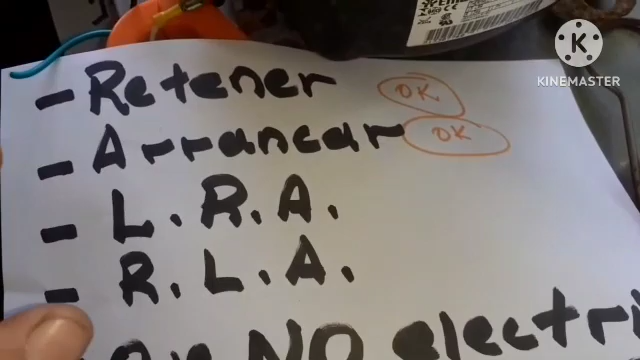 - Retener OK
- Arrancar OK
- L.R.A.
- R.L.A.
NO electri
KINEMASTER